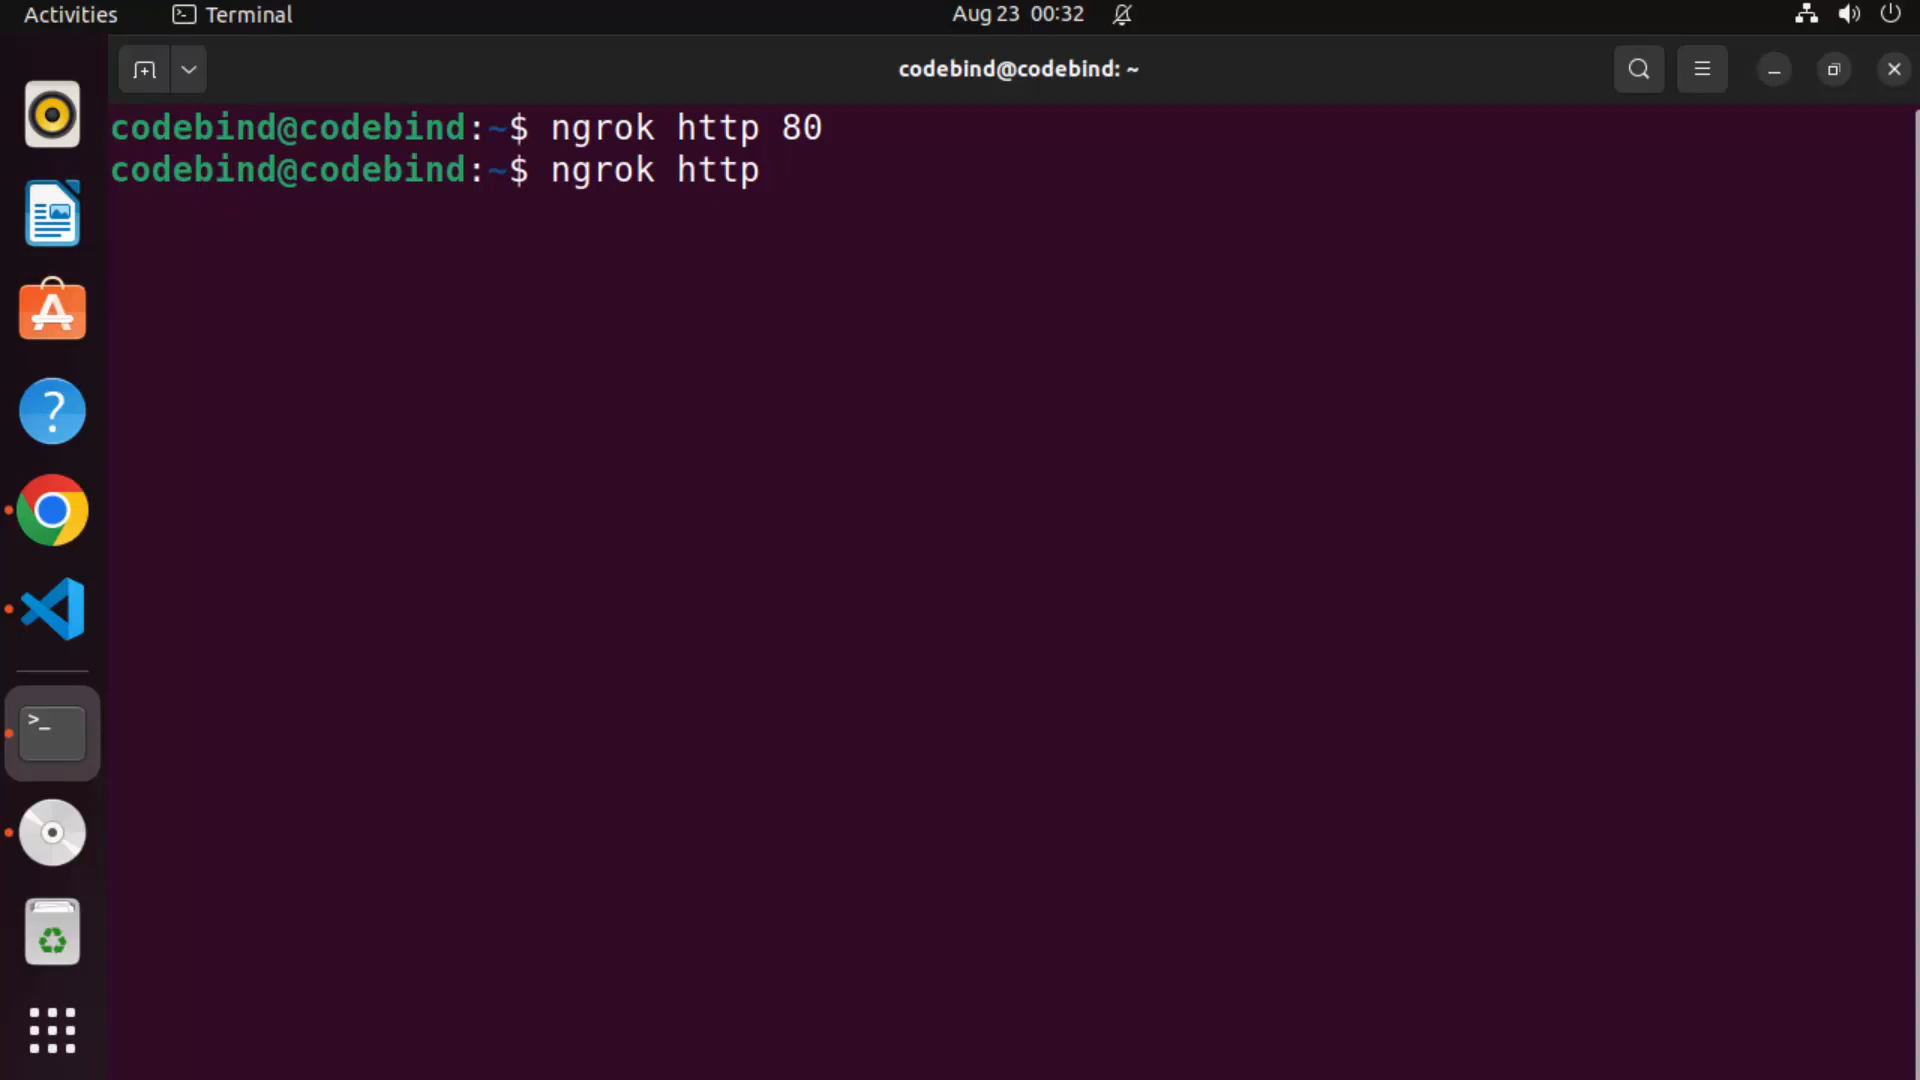 Activities Terminal Aug 23 00:32
codebind@codebind: ~
codebind@codebind:~$ ngrok http 80
codebind@codebind:~$ ngrok http